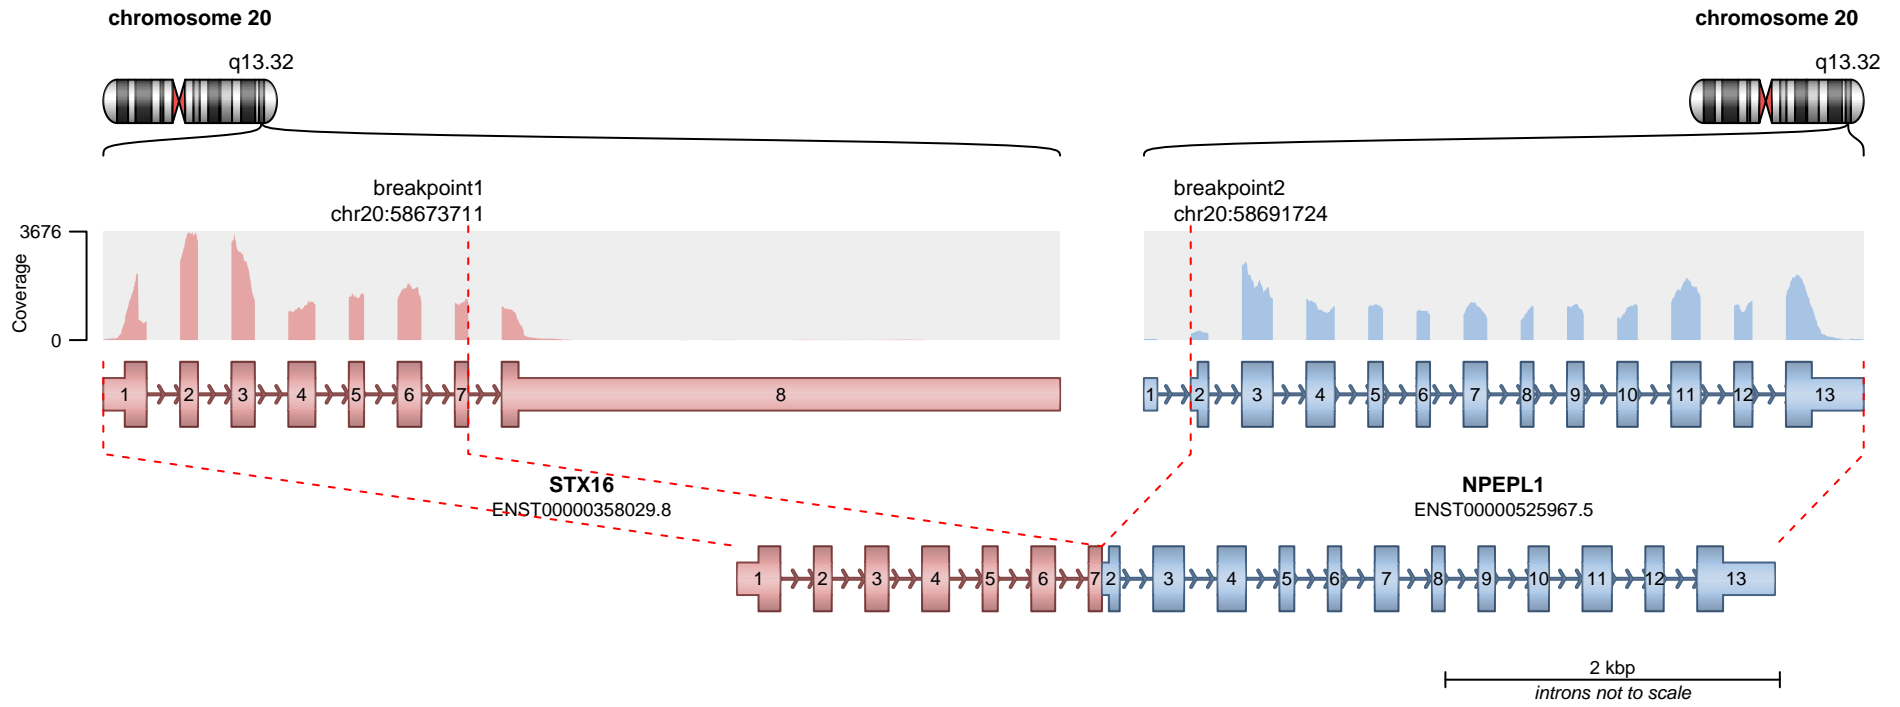 chromosome 20
chromosome 20
q13.32
q13.32
breakpoint1
chr20:58673711
breakpoint2
chr20:58691724
3676
Coverage
0
1 2 3 4 5 6 7 8
1 2 3 4 5 6 7 8 9 10 11 12 13
STX16
ENST00000358029.8
NPEPL1
ENST00000525967.5
1 2 3 4 5 6 7 2 3 4 5 6 7 8 9 10 11 12 13
2 kbp
introns not to scale